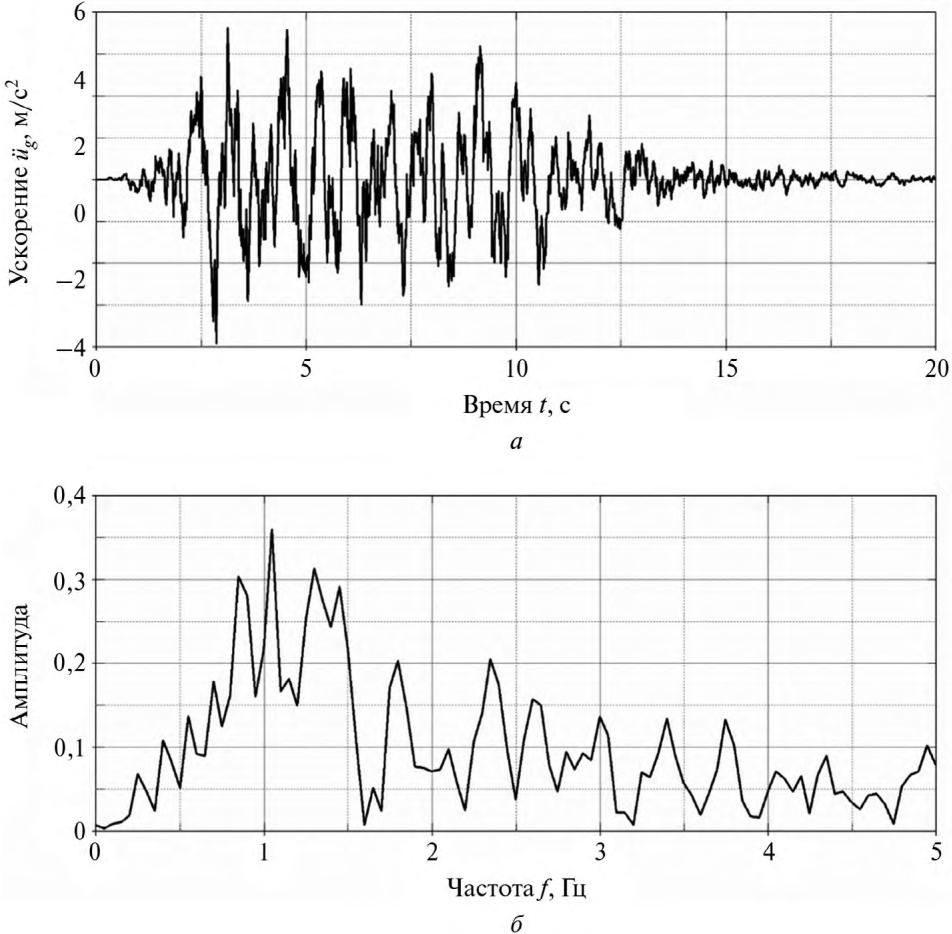 6
4
2
0
−2
−4
Ускорение üg, м/с²
0 5 10 15 20
Время t, с
а
0,4
0,3
0,2
0,1
0
Амплитуда
0 1 2 3 4 5
Частота f, Гц
б